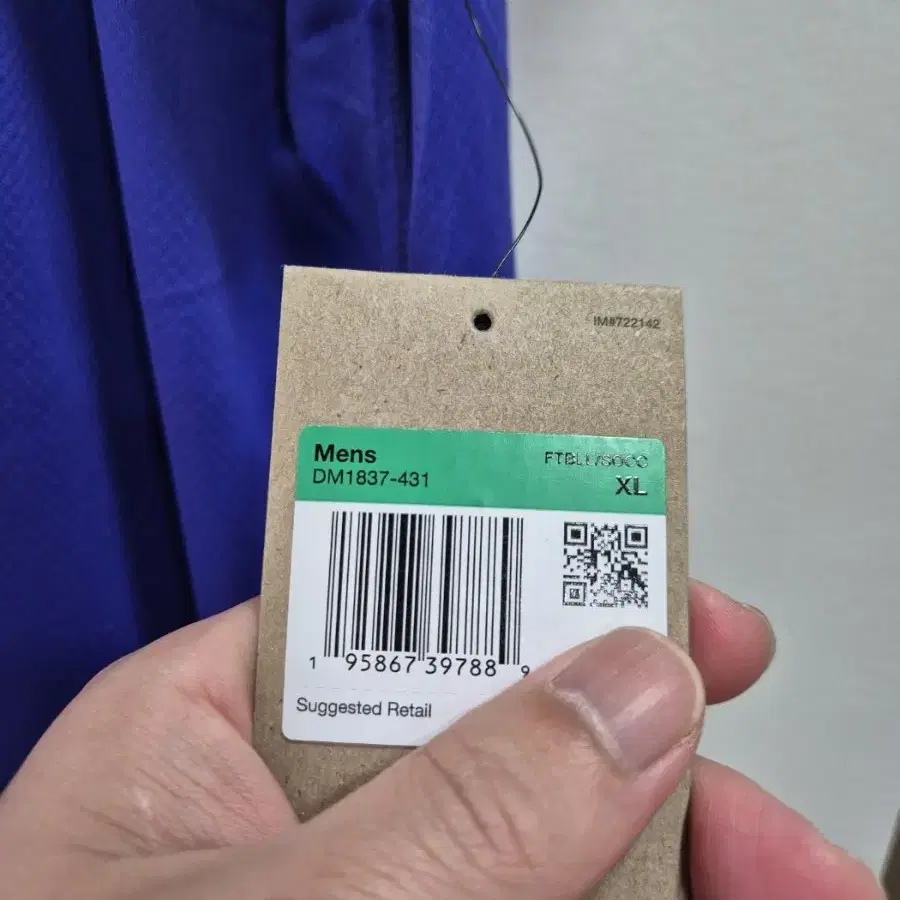 IM#722142
Mens
FTBLL/SOCC
DM1837-431
XL
1 95867 39788 9
Suggested Retail